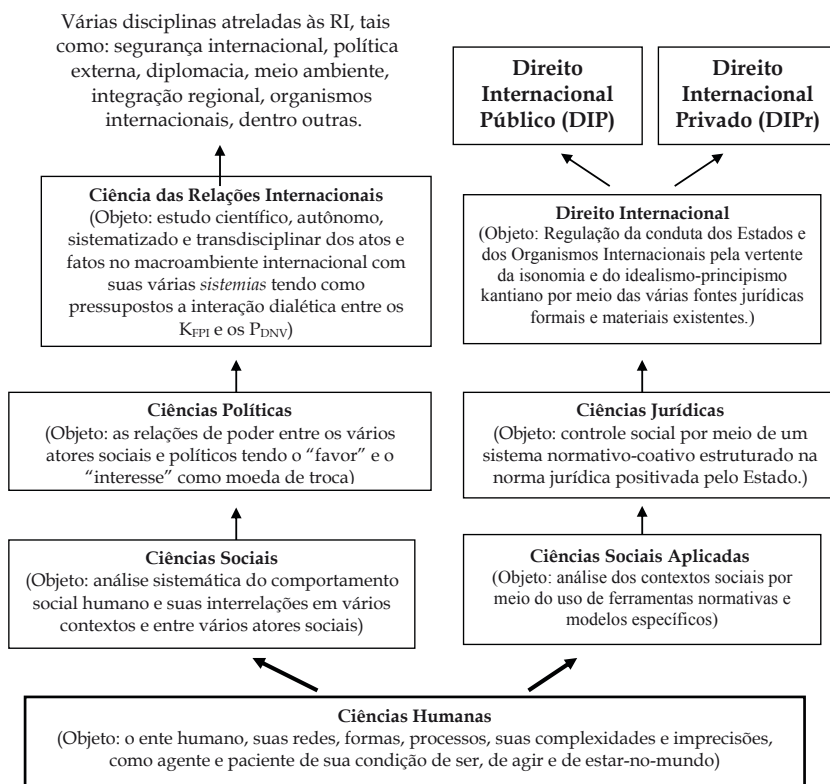 Várias disciplinas atreladas às RI, tais
como: segurança internacional, política
externa, diplomacia, meio ambiente,
integração regional, organismos
internacionais, dentro outras.
Direito
Internacional
Público (DIP)
Direito
Internacional
Privado (DIPr)
Ciência das Relações Internacionais
(Objeto: estudo científico, autônomo,
sistematizado e transdisciplinar dos atos e
fatos no macroambiente internacional com
suas várias sistemias tendo como
pressupostos a interação dialética entre os
KFPI e os PDNV)
Direito Internacional
(Objeto: Regulação da conduta dos Estados e
dos Organismos Internacionais pela vertente
da isonomia e do idealismo-principismo
kantiano por meio das várias fontes jurídicas
formais e materiais existentes.)
Ciências Políticas
(Objeto: as relações de poder entre os vários
atores sociais e políticos tendo o “favor” e o
“interesse” como moeda de troca)
Ciências Jurídicas
(Objeto: controle social por meio de um
sistema normativo-coativo estruturado na
norma jurídica positivada pelo Estado.)
Ciências Sociais
(Objeto: análise sistemática do comportamento
social humano e suas interrelações em vários
contextos e entre vários atores sociais)
Ciências Sociais Aplicadas
(Objeto: análise dos contextos sociais por
meio do uso de ferramentas normativas e
modelos específicos)
Ciências Humanas
(Objeto: o ente humano, suas redes, formas, processos, suas complexidades e imprecisões,
como agente e paciente de sua condição de ser, de agir e de estar-no-mundo)